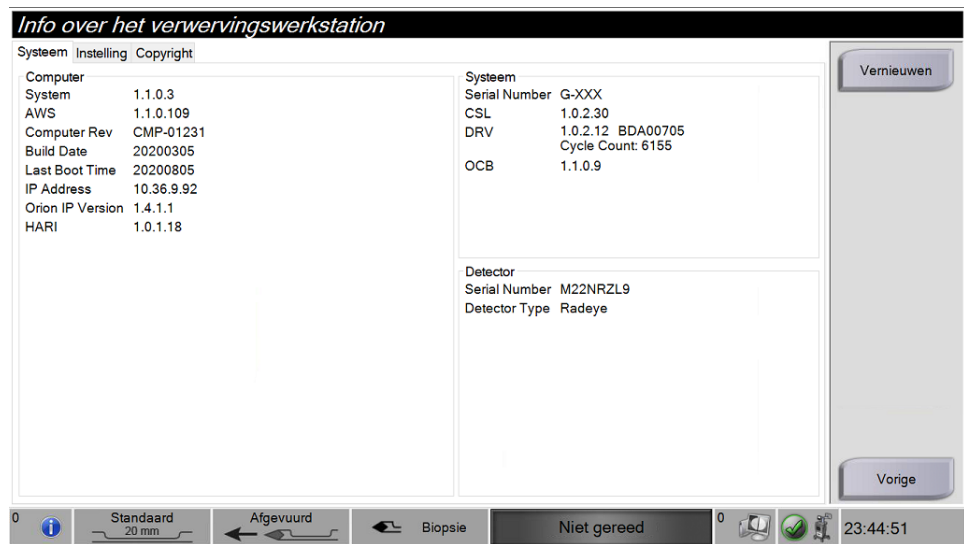 Info over het verwervingswerkstation
Systeem Instelling Copyright
Computer
System 1.1.0.3
AWS 1.1.0.109
Computer Rev CMP-01231
Build Date 20200305
Last Boot Time 20200805
IP Address 10.36.9.92
Orion IP Version 1.4.1.1
HARI 1.0.1.18
Systeem
Serial Number G-XXX
CSL 1.0.2.30
DRV 1.0.2.12 BDA00705
Cycle Count: 6155
OCB 1.1.0.9
Detector
Serial Number M22NRZL9
Detector Type Radeye
Vernieuwen
Vorige
0
Standaard
20 mm
Afgevuurd
Biopsie
Niet gereed
0
23:44:51